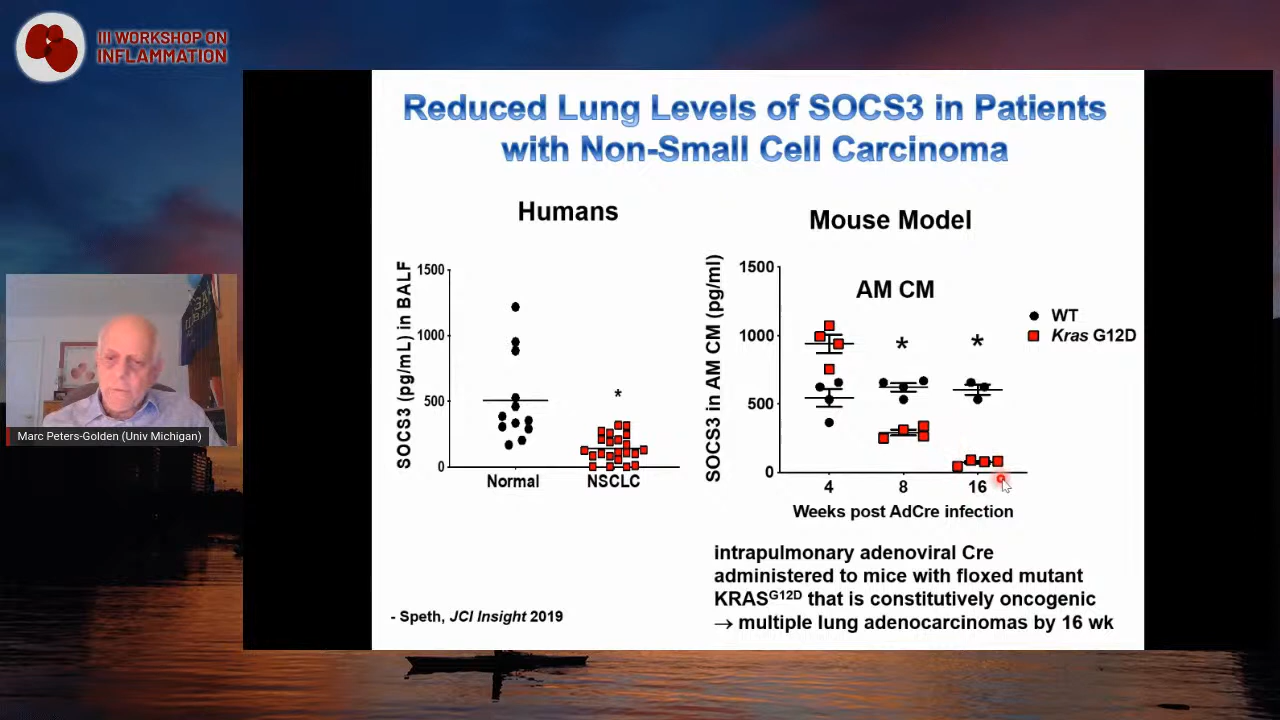 III WORKSHOP ON
INFLAMMATION
Reduced Lung Levels of SOCS3 in Patients
with Non-Small Cell Carcinoma
Humans
SOCS3 (pg/mL) in BALF
1500
1000
500
0
*
Normal
NSCLC
Mouse Model
SOCS3 in AM CM (pg/ml)
1500
1000
500
0
AM CM
*
*
WT
Kras G12D
4
8
16
Weeks post AdCre infection
intrapulmonary adenoviral Cre
administered to mice with floxed mutant
KRASG12D that is constitutively oncogenic
→ multiple lung adenocarcinomas by 16 wk
- Speth, JCI Insight 2019
Marc Peters-Golden (Univ Michigan)